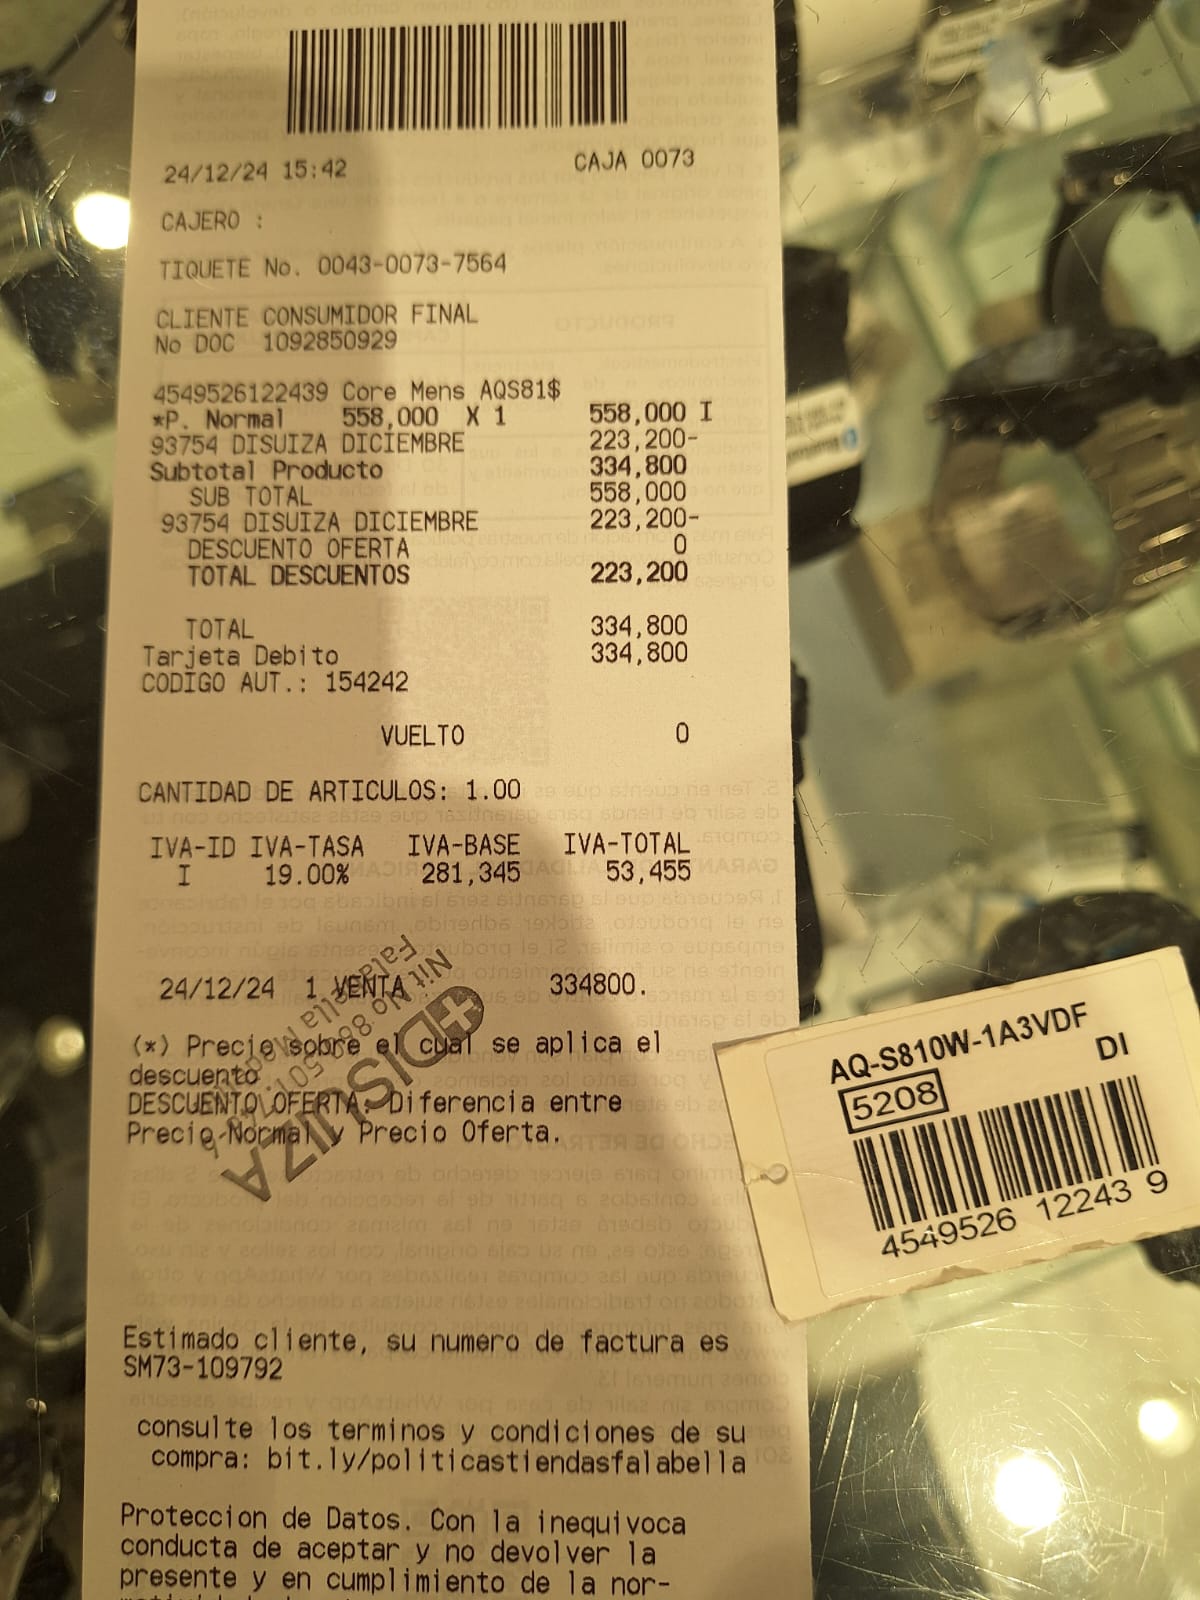 24/12/24 15:42 CAJA 0073
CAJERO :
TIQUETE No. 0043-0073-7564
CLIENTE CONSUMIDOR FINAL
No DOC 1092850929
4549526122439 Core Mens AQS81$
*P. Normal 558,000 X 1 558,000 I
93754 DISUIZA DICIEMBRE 223,200-
Subtotal Producto 334,800
SUB TOTAL 558,000
93754 DISUIZA DICIEMBRE 223,200-
DESCUENTO OFERTA 0
TOTAL DESCUENTOS 223,200
TOTAL 334,800
Tarjeta Debito 334,800
CODIGO AUT.: 154242
VUELTO 0
CANTIDAD DE ARTICULOS: 1.00
IVA-ID IVA-TASA IVA-BASE IVA-TOTAL
I 19.00% 281,345 53,455
24/12/24 1 VENTA 334800.
(*) Precio sobre el cual se aplica el
descuento
DESCUENTO OFERTA: Diferencia entre
Precio Normal y Precio Oferta.
DISUIZA
Estimado cliente, su numero de factura es
SM73-109792
consulte los terminos y condiciones de su
compra: bit.ly/politicastiendasfalabella
Proteccion de Datos. Con la inequivoca
conducta de aceptar y no devolver la
presente y en cumplimiento de la nor-
AQ-S810W-1A3VDF
DI
5208
4549526 12243 9